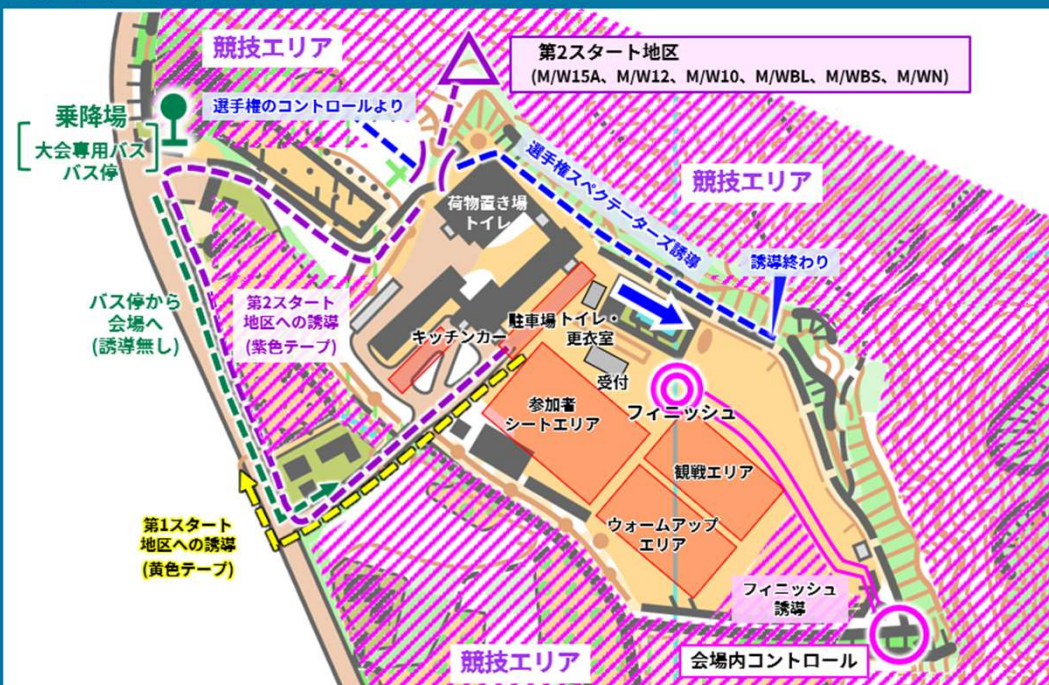 競技エリア
第2スタート地区
(M/W15A、M/W12、M/W10、M/WBL、M/WBS、M/WN)
乗降場
大会専用バス
バス停
選手権のコントロールより
選手権スペクテーターズ誘導
競技エリア
荷物置き場
トイレ
誘導終わり
バス停から
会場へ
(誘導無し)
第2スタート
地区への誘導
(紫色テープ)
キッチンカー
駐車場
トイレ・
更衣室
受付
参加者
シートエリア
フィニッシュ
観戦エリア
ウォームアップ
エリア
第1スタート
地区への誘導
(黄色テープ)
フィニッシュ
誘導
競技エリア
会場内コントロール